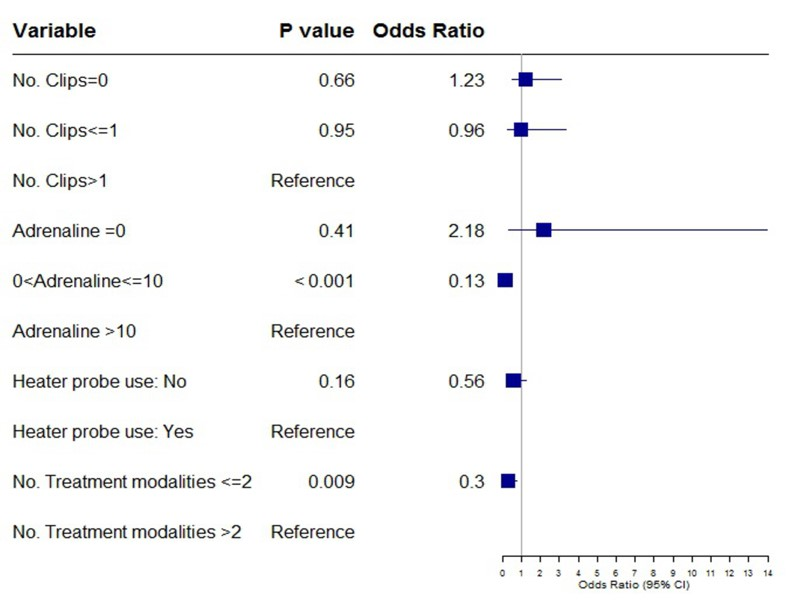 Variable P value Odds Ratio
No. Clips=0 0.66 1.23
No. Clips<=1 0.95 0.96
No. Clips>1 Reference
Adrenaline =0 0.41 2.18
0<Adrenaline<=10 <0.001 0.13
Adrenaline >10 Reference
Heater probe use: No 0.16 0.56
Heater probe use: Yes Reference
No. Treatment modalities <=2 0.009 0.3
No. Treatment modalities >2 Reference
0 1 2 3 4 5 6 7 8 9 10 11 12 13 14
Odds Ratio (95% CI)